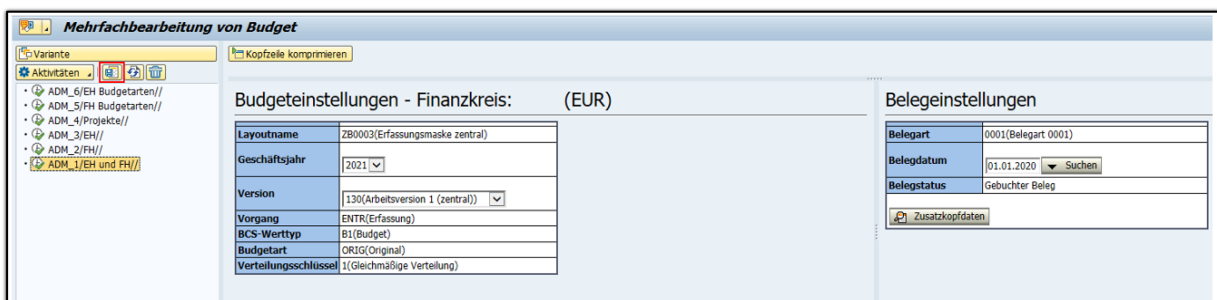 Mehrfachbearbeitung von Budget
Variante
Aktivitäten
ADM_6/EH Budgetarten//
ADM_5/FH Budgetarten//
ADM_4/Projekte//
ADM_3/EH//
ADM_2/FH//
ADM_1/EH und FH//
Kopfzeile komprimieren
Budgeteinstellungen - Finanzkreis: (EUR)
Layoutname ZB0003(Erfassungsmaske zentral)
Geschäftsjahr 2021
Version 130(Arbeitsversion 1 (zentral))
Vorgang ENTR(Erfassung)
BCS-Werttyp B1(Budget)
Budgetart ORIG(Original)
Verteilungsschlüssel 1(Gleichmäßige Verteilung)
Belegeinstellungen
Belegart 0001(Belegart 0001)
Belegdatum 01.01.2020 Suchen
Belegstatus Gebuchter Beleg
Zusatzkopfdaten